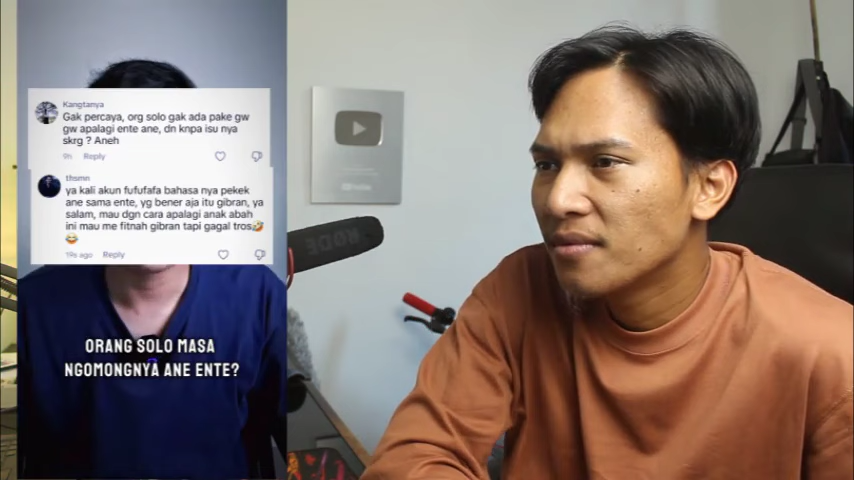 Kangtanya
Gak percaya, org solo gak ada pake gw
gw apalagi ente ane, dn knpa isu nya
skrg ? Aneh
9h Reply
thsmn
ya kali akun fufufafa bahasa nya pekek
ane sama ente, yg bener aja itu gibran, ya
salam, mau dgn cara apalagi anak abah
ini mau me fitnah gibran tapi gagal tros🤣
😂
19s ago Reply
ORANG SOLO MASA
NGOMONGNYA ANE ENTE?
RØDE